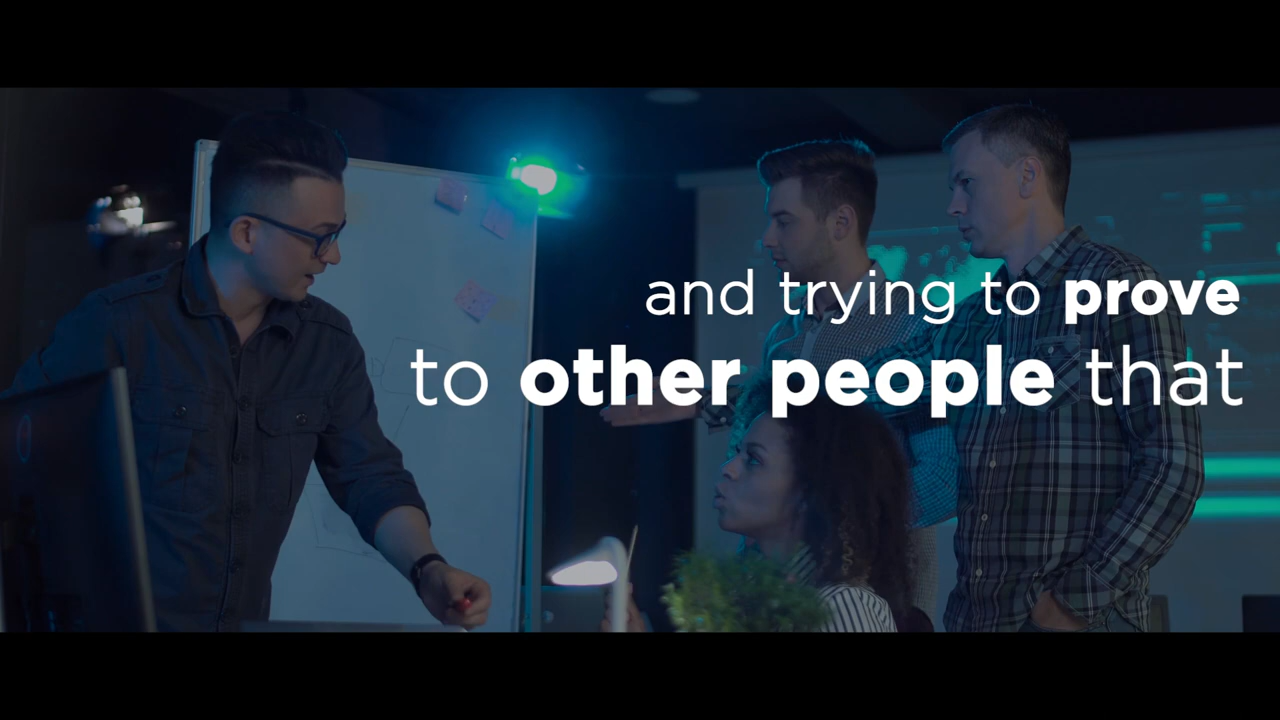 and trying to prove
to other people that